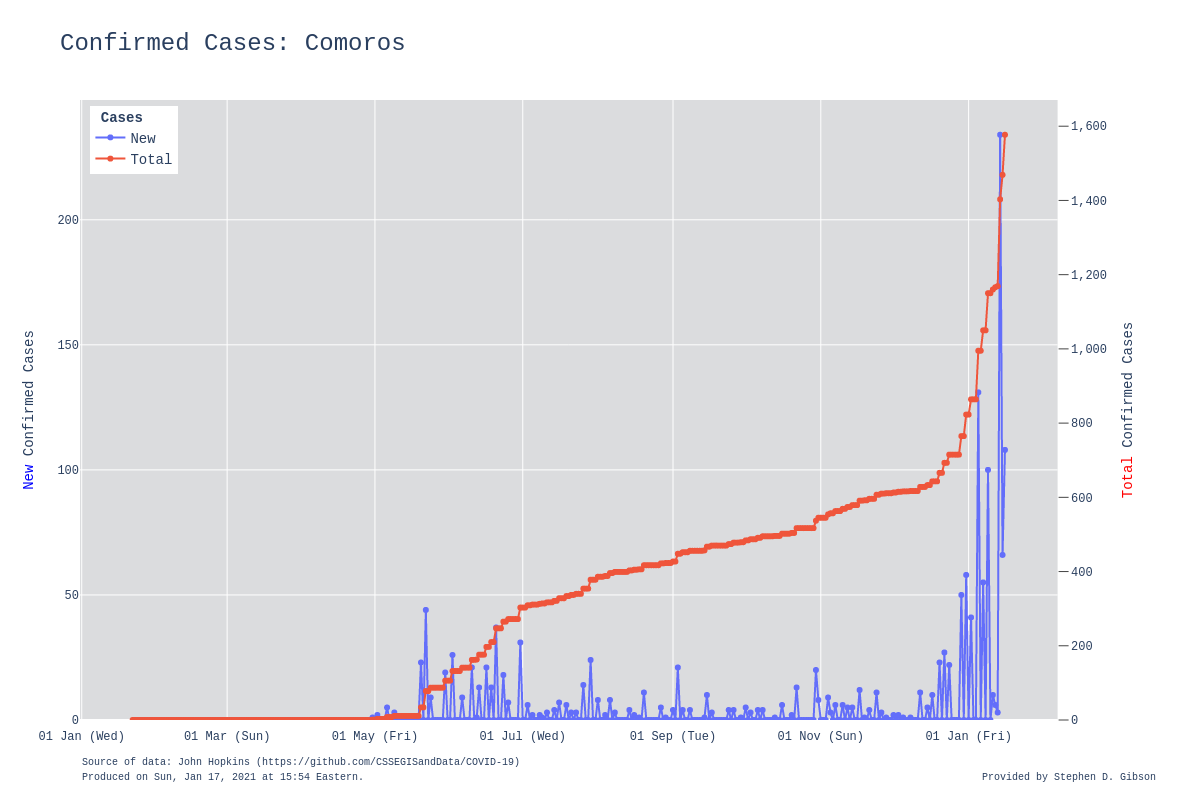 Confirmed Cases: Comoros
Cases
New
Total
200
150
100
50
0
1,600
1,400
1,200
1,000
800
600
400
200
0
New Confirmed Cases
Total Confirmed Cases
01 Jan (Wed)
01 Mar (Sun)
01 May (Fri)
01 Jul (Wed)
01 Sep (Tue)
01 Nov (Sun)
01 Jan (Fri)
Source of data: John Hopkins (https://github.com/CSSEGISandData/COVID-19)
Produced on Sun, Jan 17, 2021 at 15:54 Eastern.
Provided by Stephen D. Gibson